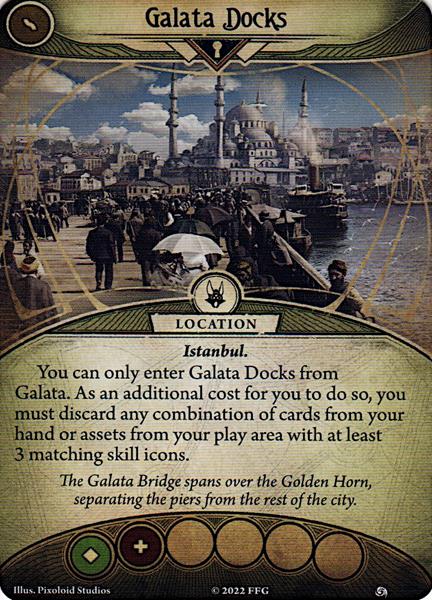 Galata Docks
LOCATION
Istanbul.
You can only enter Galata Docks from
Galata. As an additional cost for you to do so, you
must discard any combination of cards from your
hand or assets from your play area with at least
3 matching skill icons.
The Galata Bridge spans over the Golden Horn,
separating the piers from the rest of the city.
Illus. Pixoloid Studios © 2022 FFG